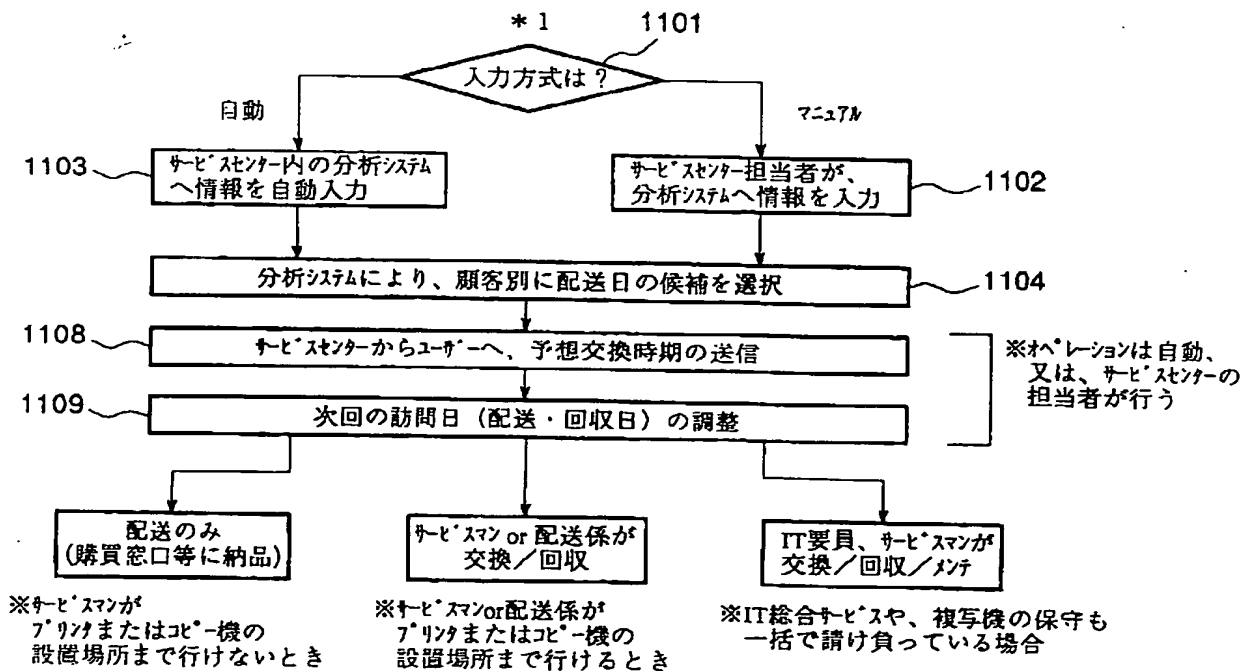 *1
1101
入力方式は?
自動
マニュアル
1103
サービスセンター内の分析システム
へ情報を自動入力
サービスセンター担当者が、
分析システムへ情報を入力
1102
分析システムにより、顧客別に配送日の候補を選択
1104
1108
サービスセンターからユーザーへ、予想交換時期の送信
※オペレーションは自動、
又は、サービスセンターの
担当者が行う
1109
次回の訪問日(配送・回収日)の調整
配送のみ
(購買窓口等に納品)
サービスマン or 配送係が
交換/回収
IT要員、サービスマンが
交換/回収/メンテ
※サービスマンが
プリンタまたはコピー機の
設置場所まで行けないとき
※サービスマンor配送係が
プリンタまたはコピー機の
設置場所まで行けるとき
※IT総合サービスや、複写機の保守も
一括で請け負っている場合